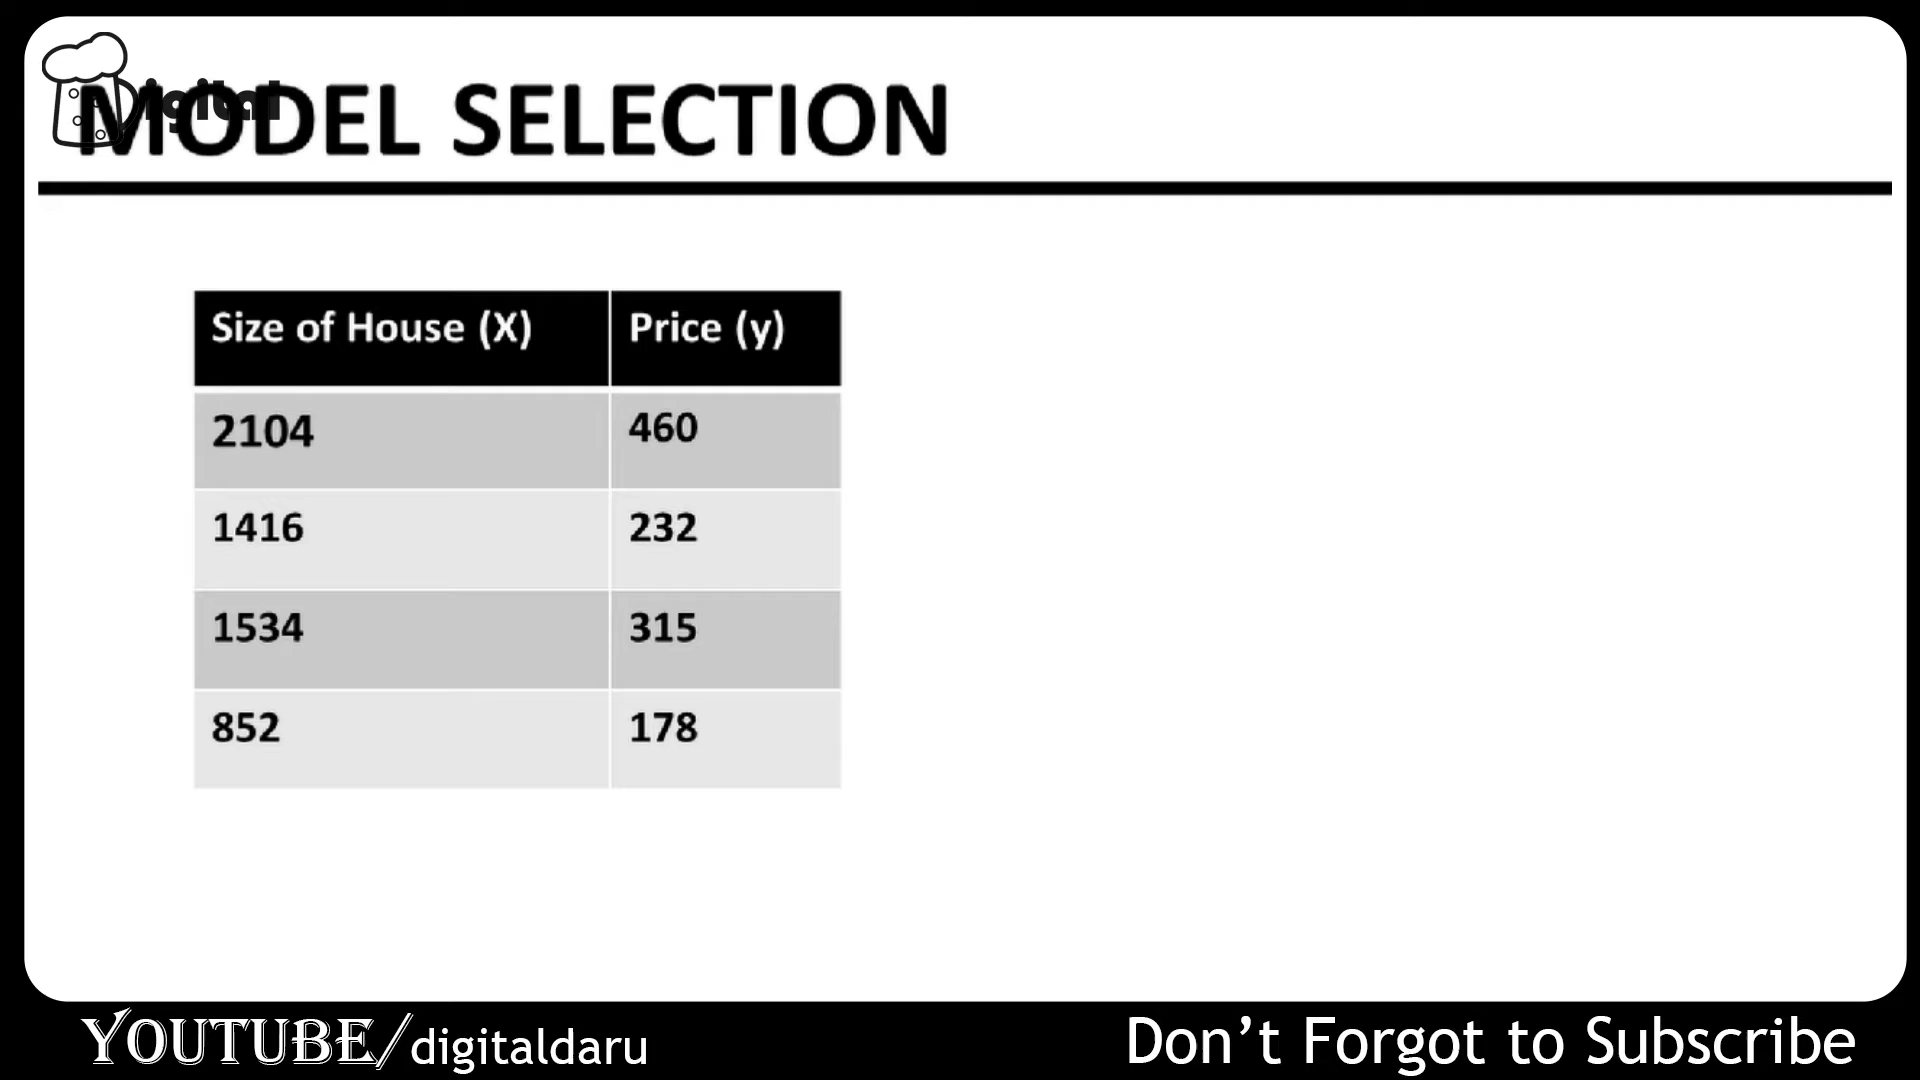 igital
MODEL SELECTION
Size of House (X) Price (y)
2104 460
1416 232
1534 315
852 178
YOUTUBE/digitaldaru
Don’t Forgot to Subscribe